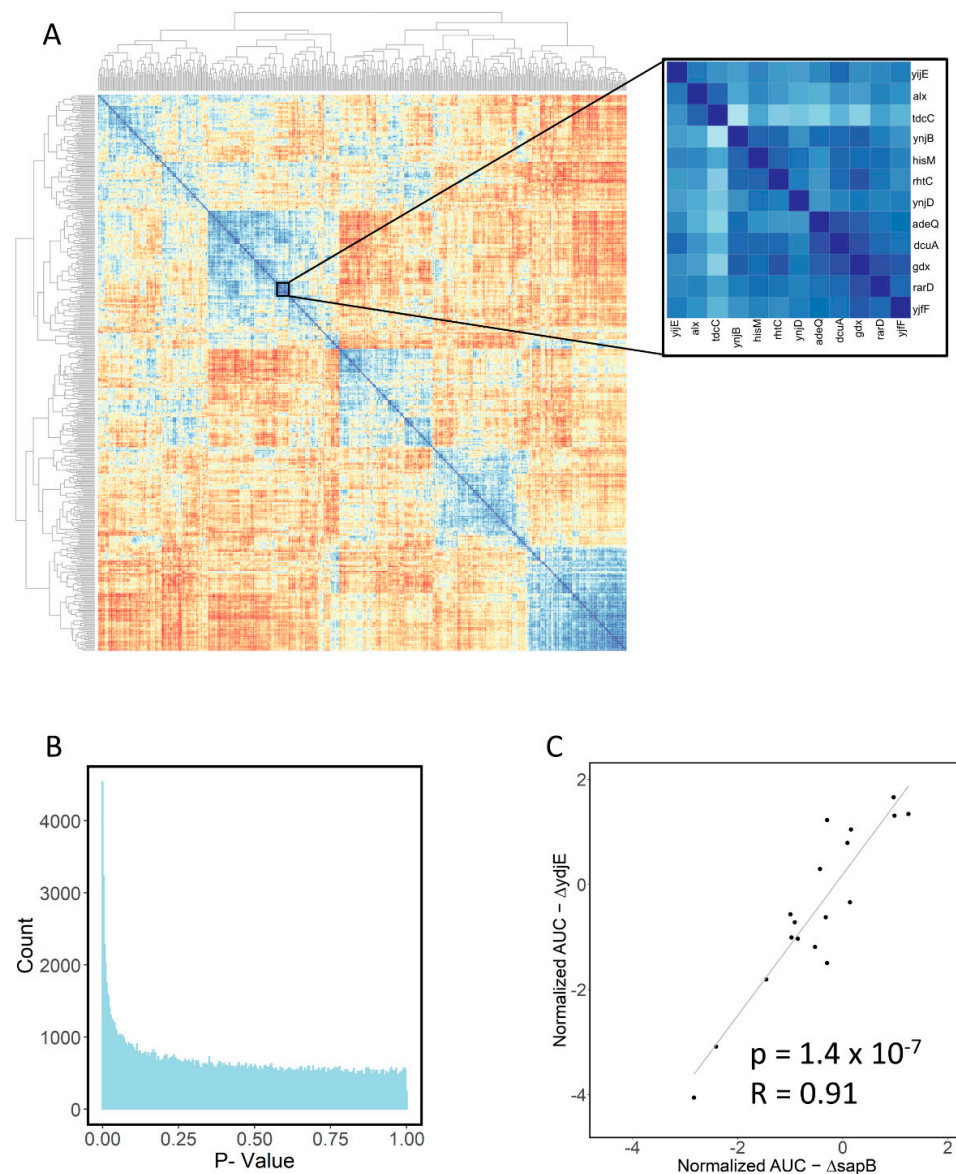 A
yijE
alx
tdcC
ynjB
hisM
rhtC
ynjD
adeQ
dcuA
gdx
rarD
yjfF
yijE alx tdcC ynjB hisM rhtC ynjD adeQ dcuA gdx rarD yjfF
B
Count
4000
3000
2000
1000
0
0.00 0.25 0.50 0.75 1.00
P- Value
C
Normalized AUC – ΔydjE
2
0
-2
-4
p = 1.4 x 10⁻⁷
R = 0.91
-4 -2 0 2
Normalized AUC – ΔsapB